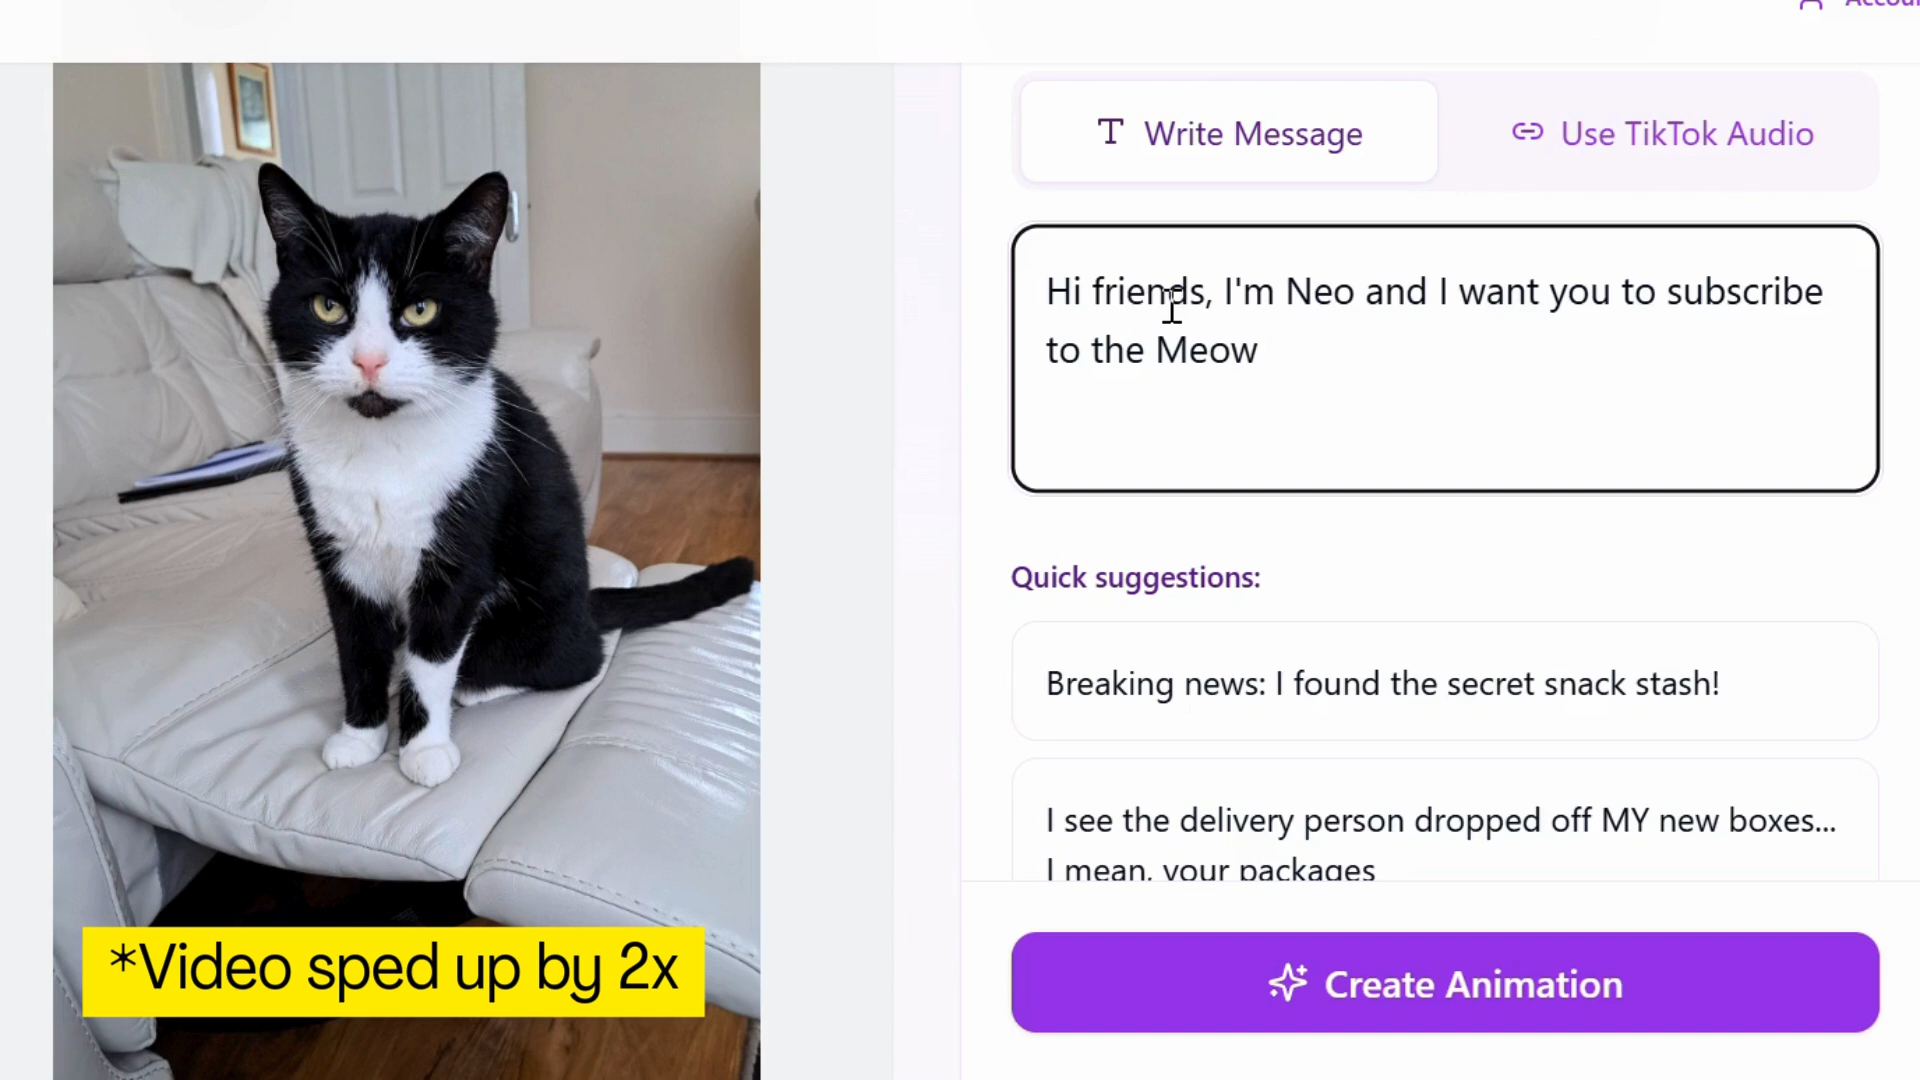 Write Message
Use TikTok Audio
Hi friends, I'm Neo and I want you to subscribe
to the Meow
Quick suggestions:
Breaking news: I found the secret snack stash!
I see the delivery person dropped off MY new boxes...
I mean, your packages
Create Animation
*Video sped up by 2x